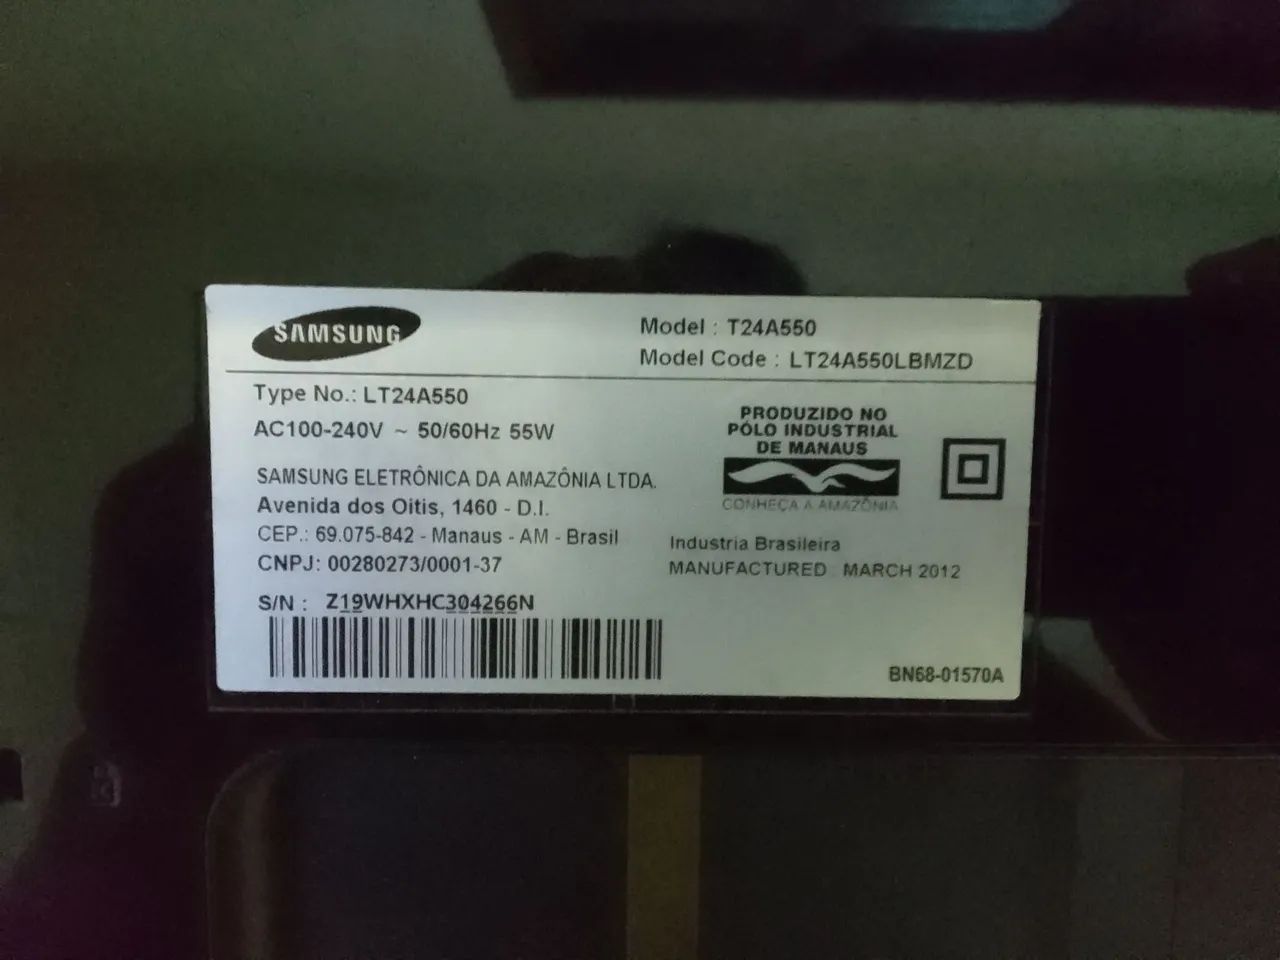 SAMSUNG
Model : T24A550
Model Code : LT24A550LBMZD
Type No.: LT24A550
AC100-240V ~ 50/60Hz 55W
SAMSUNG ELETRÔNICA DA AMAZÔNIA LTDA.
Avenida dos Oitis, 1460 - D.I.
CEP.: 69.075-842 - Manaus - AM - Brasil
CNPJ: 00280273/0001-37
S/N : Z19WHXHC304266N
PRODUZIDO NO
PÓLO INDUSTRIAL
DE MANAUS
CONHEÇA A AMAZÔNIA
Industria Brasileira
MANUFACTURED : MARCH 2012
BN68-01570A